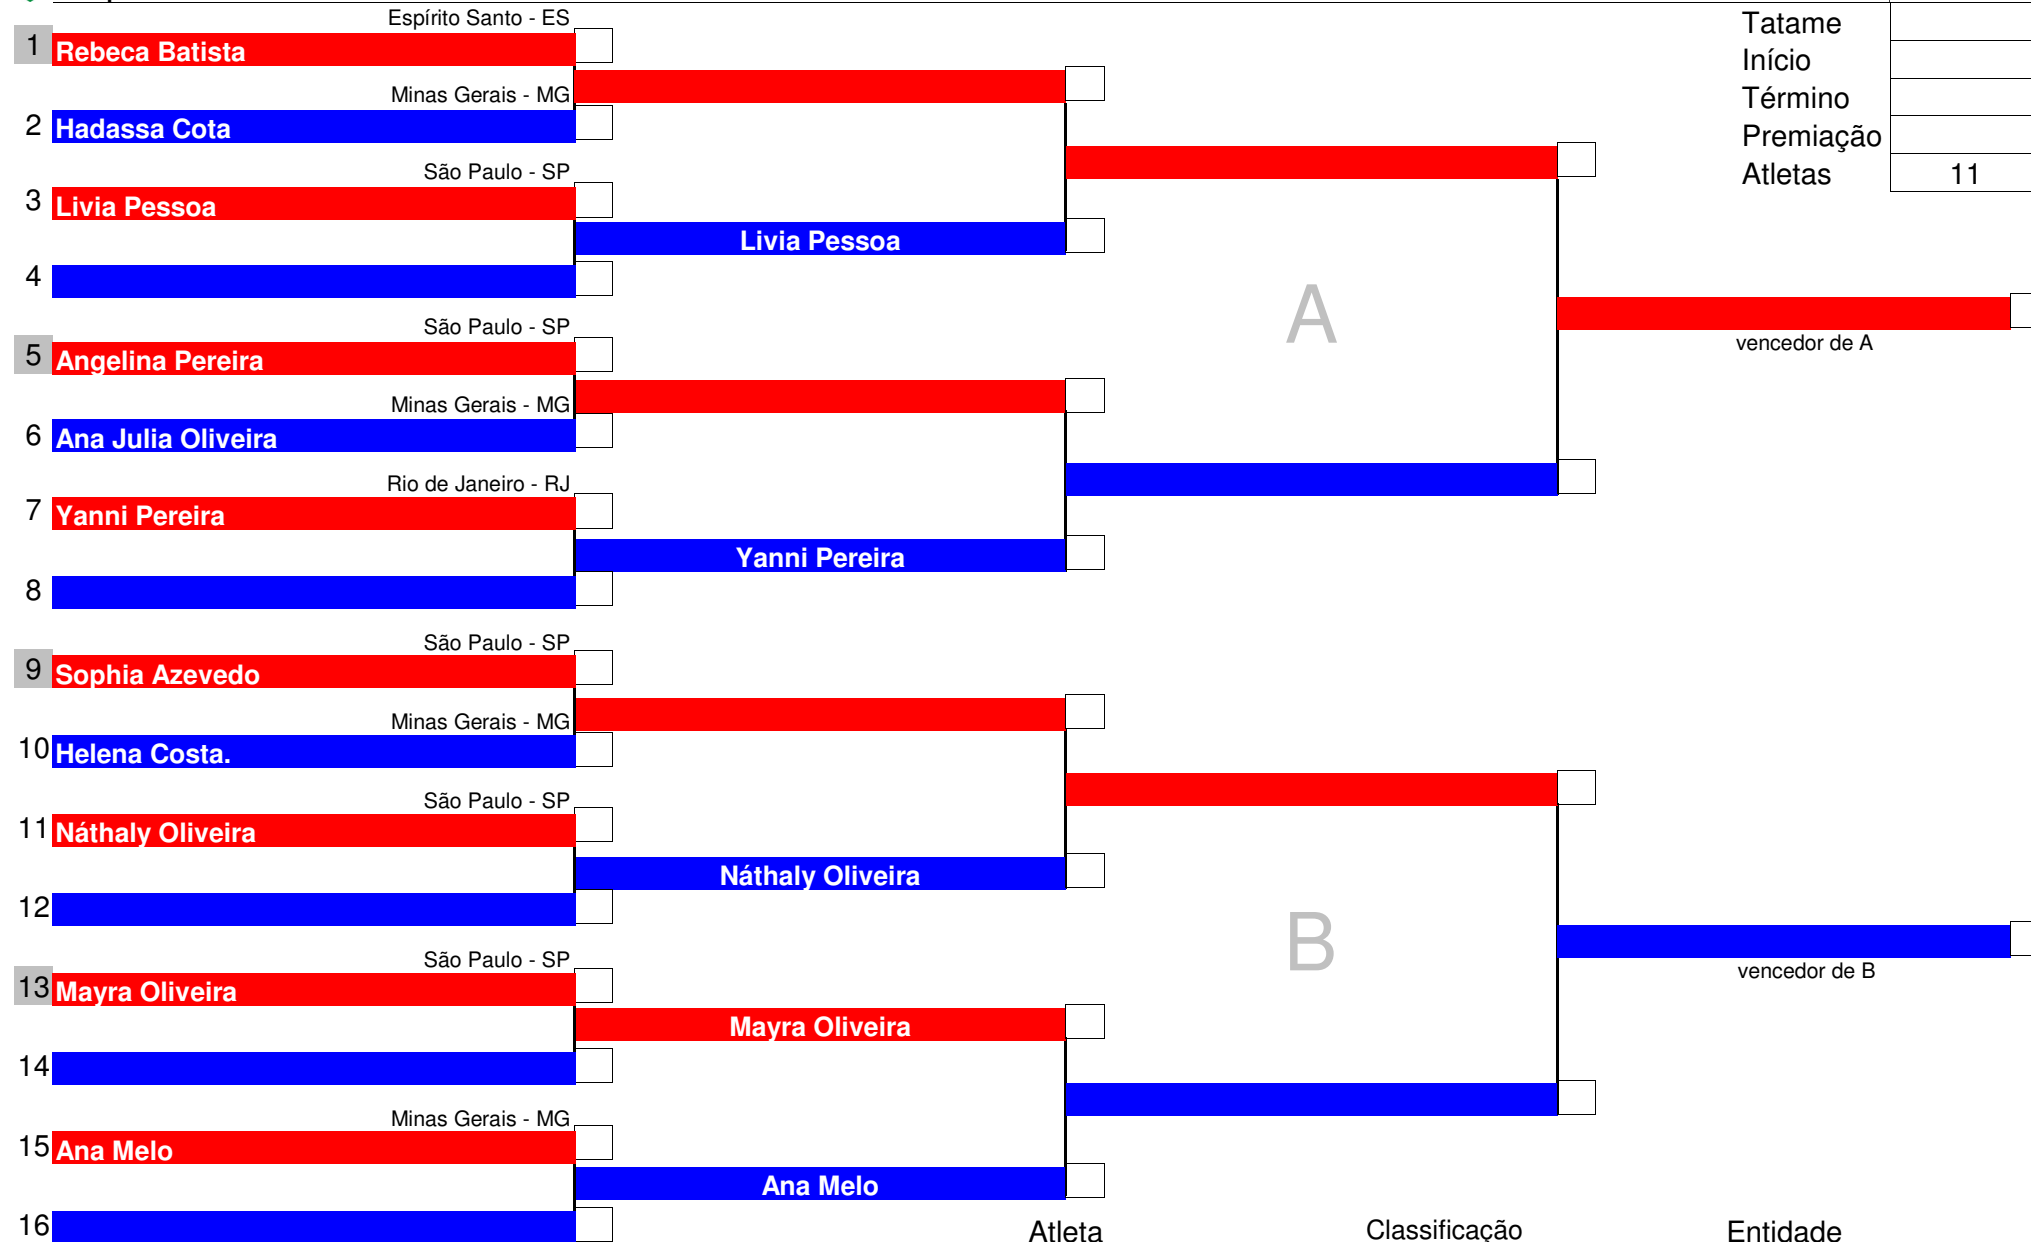 Espírito Santo - ES
1 Rebeca Batista
Minas Gerais - MG
2 Hadassa Cota
São Paulo - SP
3 Livia Pessoa
Livia Pessoa
4
São Paulo - SP
5 Angelina Pereira
Minas Gerais - MG
6 Ana Julia Oliveira
Rio de Janeiro - RJ
7 Yanni Pereira
Yanni Pereira
8
São Paulo - SP
9 Sophia Azevedo
Minas Gerais - MG
10 Helena Costa.
São Paulo - SP
11 Náthaly Oliveira
Náthaly Oliveira
12
São Paulo - SP
13 Mayra Oliveira
Mayra Oliveira
14
Minas Gerais - MG
15 Ana Melo
Ana Melo
16
A
B
vencedor de A
vencedor de B
Tatame
Início
Término
Premiação
Atletas 11
Atleta Classificação Entidade